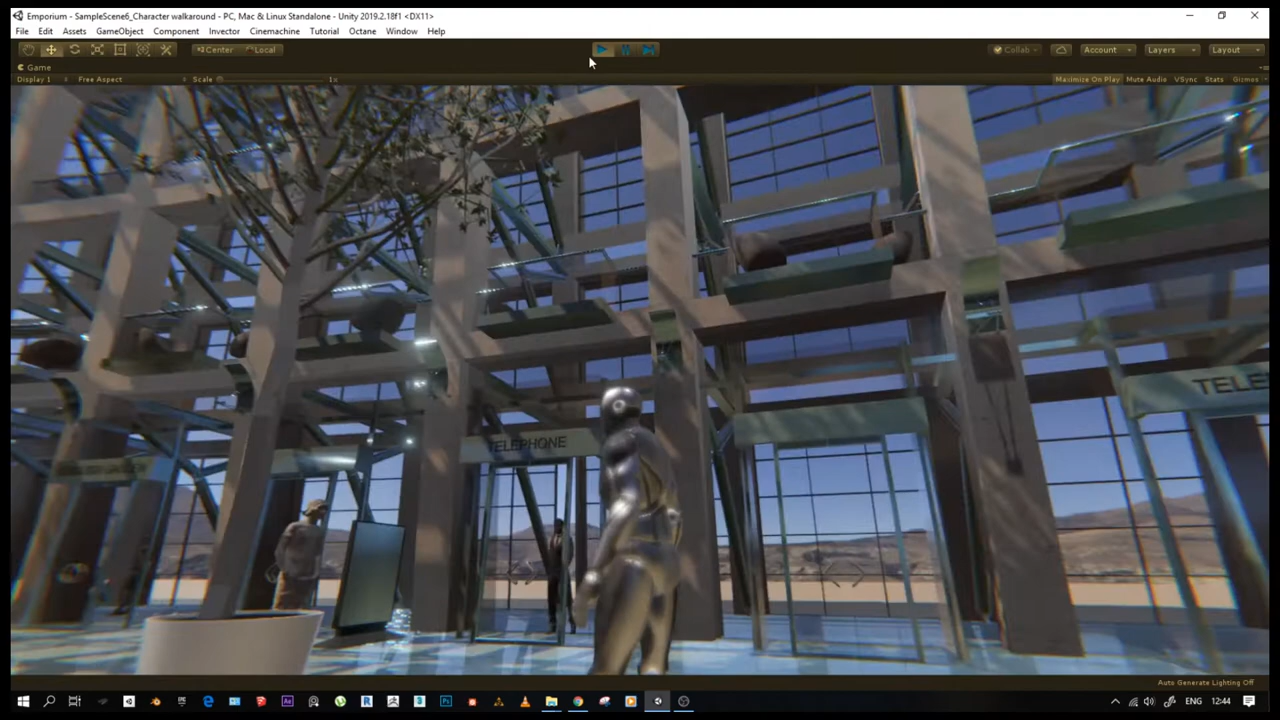 Emporium - SampleScene6_Character walkaround - PC, Mac & Linux Standalone - Unity 2019.2.18f1 <DX11>
File Edit Assets GameObject Component Invector Cinemachine Tutorial Octane Window Help
Center Local Collab Account Layers Layout
Game
Display 1 Free Aspect Scale 1x Maximize On Play Mute Audio VSync Stats Gizmos
TELE
TELEPHONE
Auto Generate Lighting Off
ENG 12:44